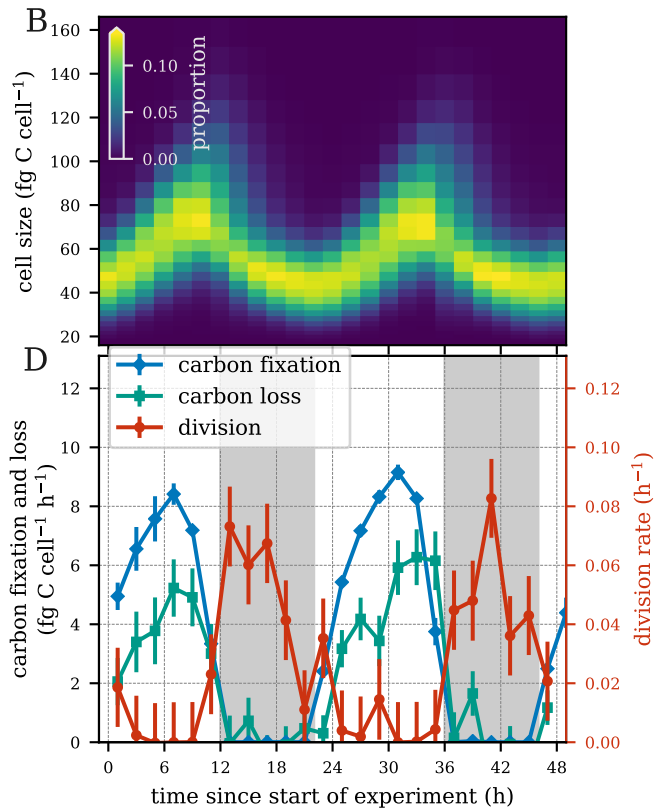 B
160
140
120
100
80
60
40
20
cell size (fg C cell⁻¹)
0.10
0.05
0.00
proportion
D
carbon fixation
carbon loss
division
12
10
8
6
4
2
0
carbon fixation and loss
(fg C cell⁻¹ h⁻¹)
0.12
0.10
0.08
0.06
0.04
0.02
0.00
division rate (h⁻¹)
0 6 12 18 24 30 36 42 48
time since start of experiment (h)